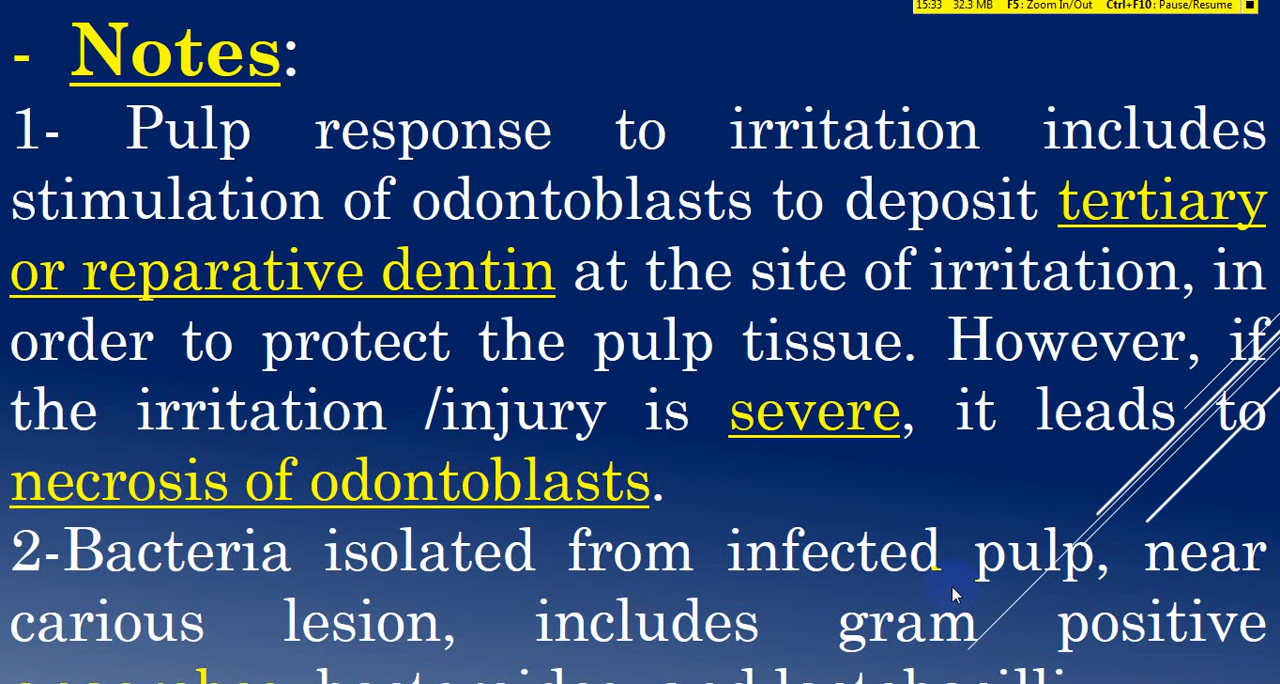 15:33 32.3 MB F5: Zoom In/Out Ctrl+F10: Pause/Resume
- Notes:
1- Pulp response to irritation includes
stimulation of odontoblasts to deposit tertiary
or reparative dentin at the site of irritation, in
order to protect the pulp tissue. However, if
the irritation /injury is severe, it leads to
necrosis of odontoblasts.
2-Bacteria isolated from infected pulp, near
carious lesion, includes gram positive
bacteroides and lactobacilli